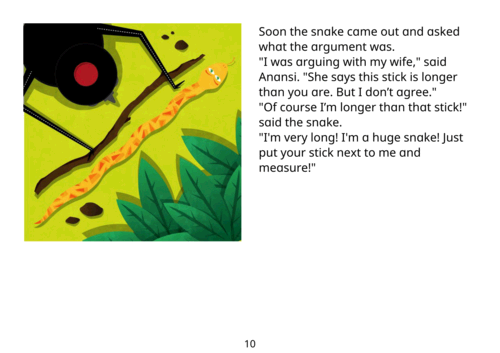 Soon the snake came out and asked
what the argument was.
"I was arguing with my wife," said
Anansi. "She says this stick is longer
than you are. But I don’t agree."
"Of course I’m longer than that stick!"
said the snake.
"I'm very long! I'm a huge snake! Just
put your stick next to me and
measure!"
10